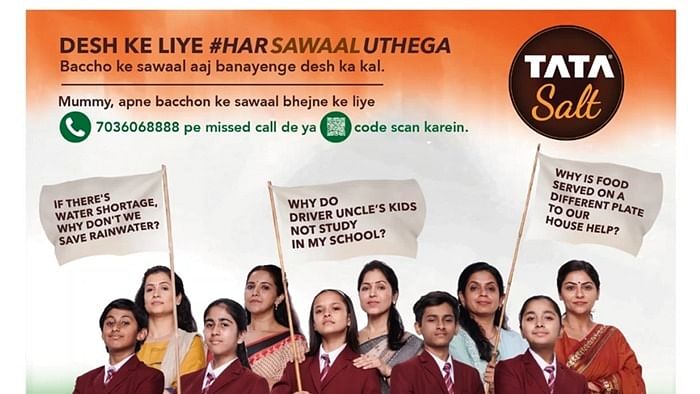 DESH KE LIYE #HARSAWAALUTHEGA
Baccho ke sawaal aaj banayenge desh ka kal.
Mummy, apne bacchon ke sawaal bhejne ke liye
7036068888 pe missed call de ya code scan karein.
TATA
Salt
IF THERE'S
WATER SHORTAGE,
WHY DON'T WE
SAVE RAINWATER?
WHY DO
DRIVER UNCLE'S KIDS
NOT STUDY
IN MY SCHOOL?
WHY IS FOOD
SERVED ON A
DIFFERENT PLATE
TO OUR
HOUSE HELP?